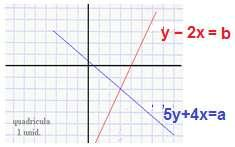 y – 2x = b
5y+4x=a
quadricula
1 unid.